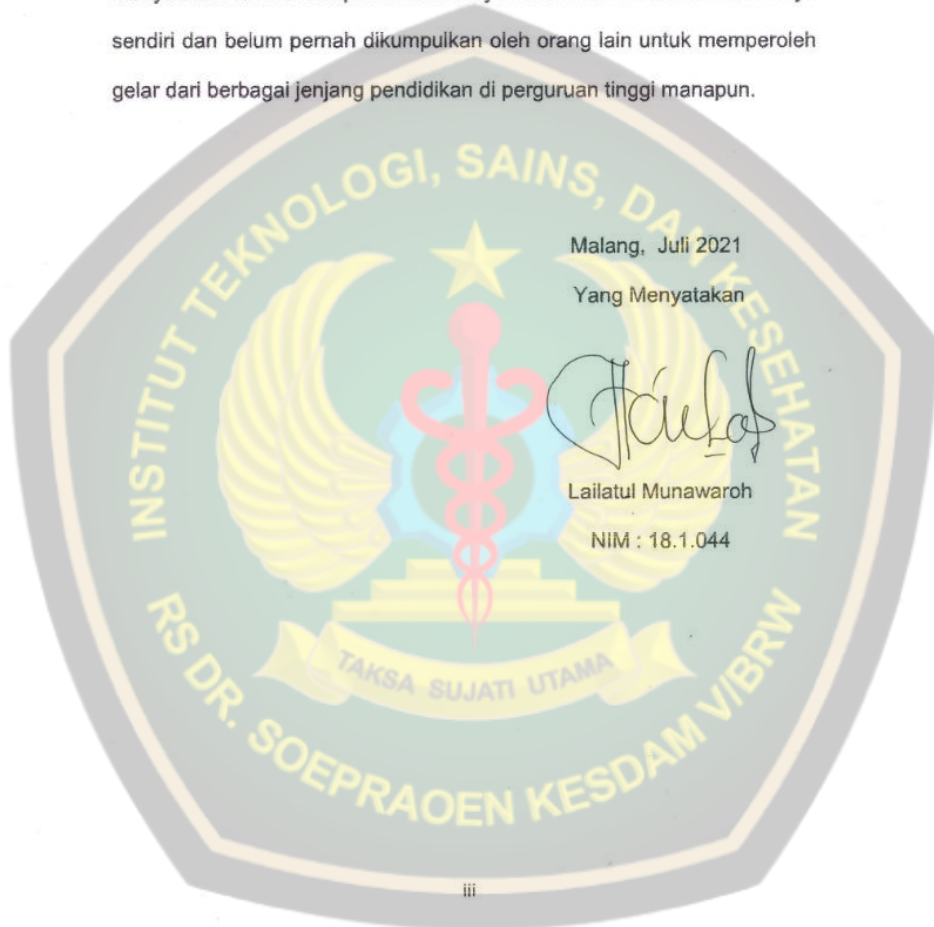 sendiri dan belum pernah dikumpulkan oleh orang lain untuk memperoleh
gelar dari berbagai jenjang pendidikan di perguruan tinggi manapun.
INSTITUT TEKNOLOGI, SAINS, DAN KESEHATAN
Malang, Juli 2021
Yang Menyatakan
Lailatul Munawaroh
NIM : 18.1.044
TAKSA SUJATI UTAMA
RS DR. SOEPRAOEN KESDAM V/BRW
iii